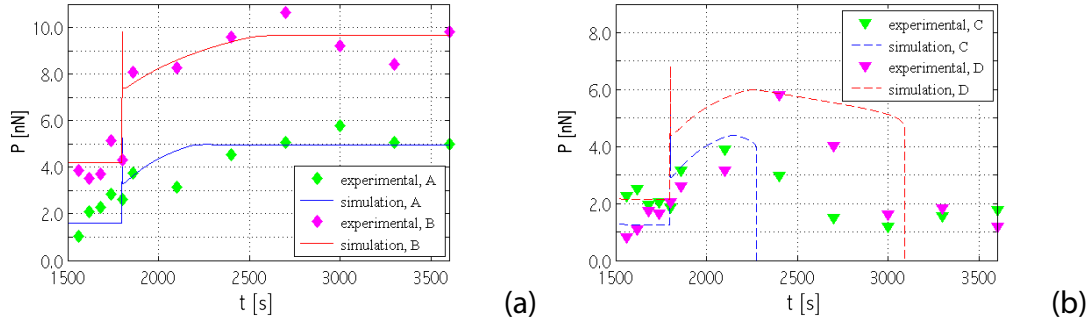 10.0
8.0
6.0
4.0
2.0
0.0
P [nN]
1500 2000 2500 3000 3500
t [s]
experimental, A
simulation, A
experimental, B
simulation, B
(a)
8.0
6.0
4.0
2.0
0.0
P [nN]
1500 2000 2500 3000 3500
t [s]
experimental, C
simulation, C
experimental, D
simulation, D
(b)